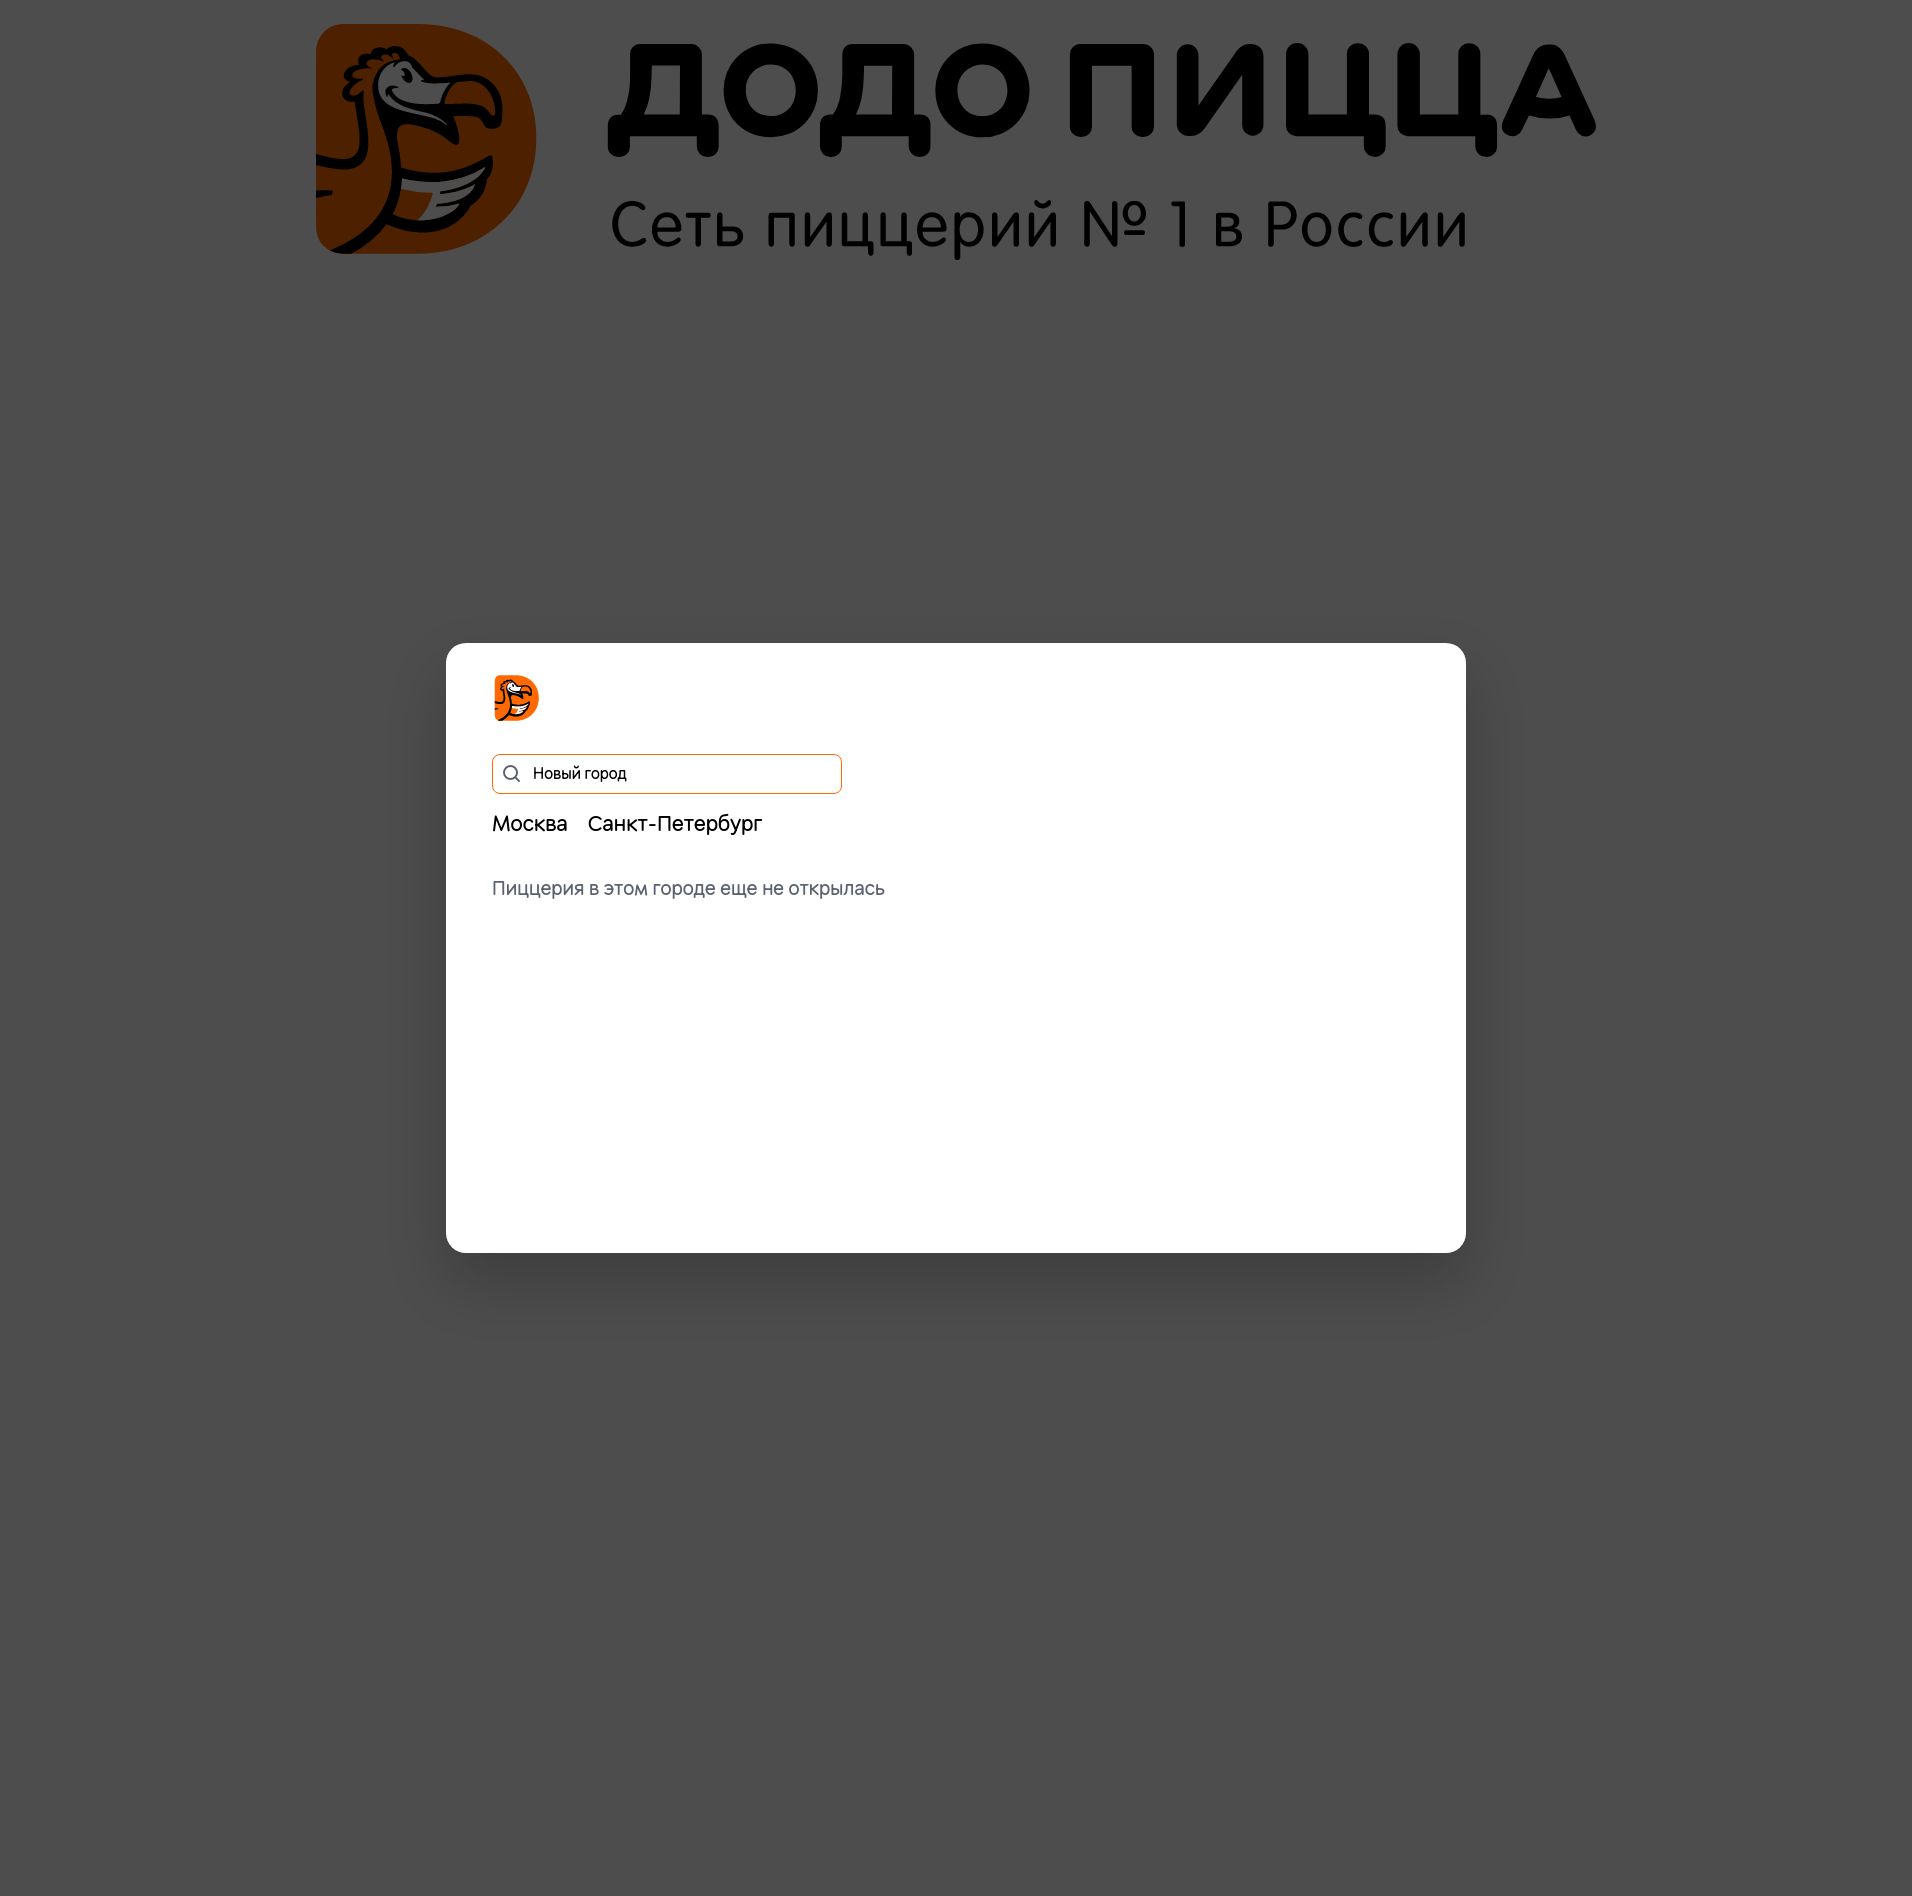 ДОДО ПИЦЦА
Сеть пиццерий № 1 в России
Новый город
Москва Санкт-Петербург
Пиццерия в этом городе еще не открылась